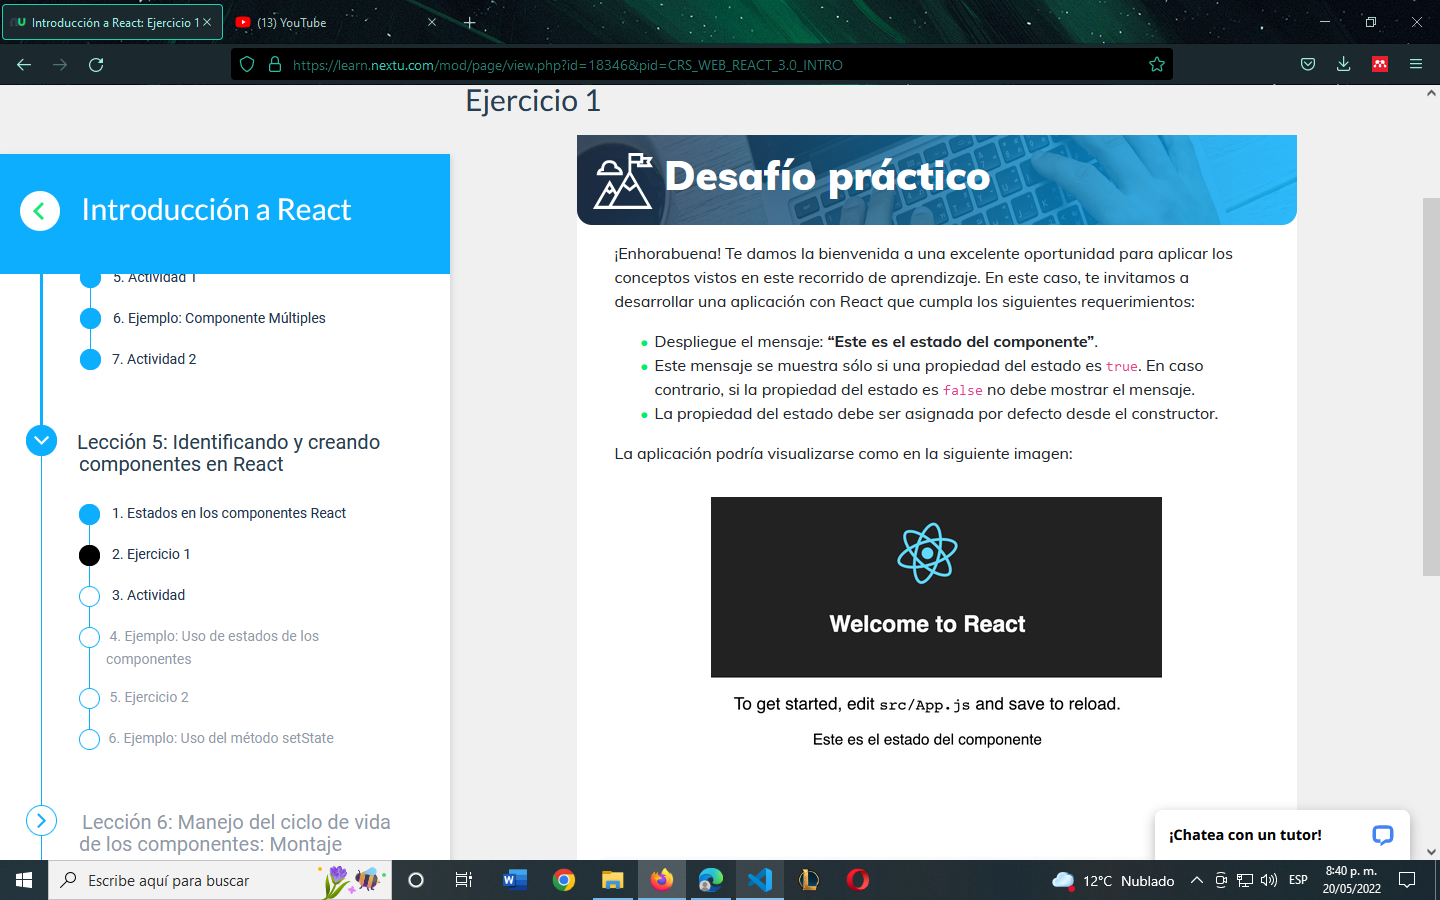 Introducción a React: Ejercicio 1
(13) YouTube
https://learn.nextu.com/mod/page/view.php?id=18346&pid=CRS_WEB_REACT_3.0_INTRO
Ejercicio 1
Introducción a React
5. Actividad 1
6. Ejemplo: Componente Múltiples
7. Actividad 2
Lección 5: Identificando y creando
componentes en React
1. Estados en los componentes React
2. Ejercicio 1
3. Actividad
4. Ejemplo: Uso de estados de los
componentes
5. Ejercicio 2
6. Ejemplo: Uso del método setState
Lección 6: Manejo del ciclo de vida
de los componentes: Montaje
Desafío práctico
¡Enhorabuena! Te damos la bienvenida a una excelente oportunidad para aplicar los
conceptos vistos en este recorrido de aprendizaje. En este caso, te invitamos a
desarrollar una aplicación con React que cumpla los siguientes requerimientos:
Despliegue el mensaje: “Este es el estado del componente”.
Este mensaje se muestra sólo si una propiedad del estado es true. En caso
contrario, si la propiedad del estado es false no debe mostrar el mensaje.
La propiedad del estado debe ser asignada por defecto desde el constructor.
La aplicación podría visualizarse como en la siguiente imagen:
Welcome to React
To get started, edit src/App.js and save to reload.
Este es el estado del componente
¡Chatea con un tutor!
Escribe aquí para buscar
12°C Nublado
ESP
8:40 p. m.
20/05/2022